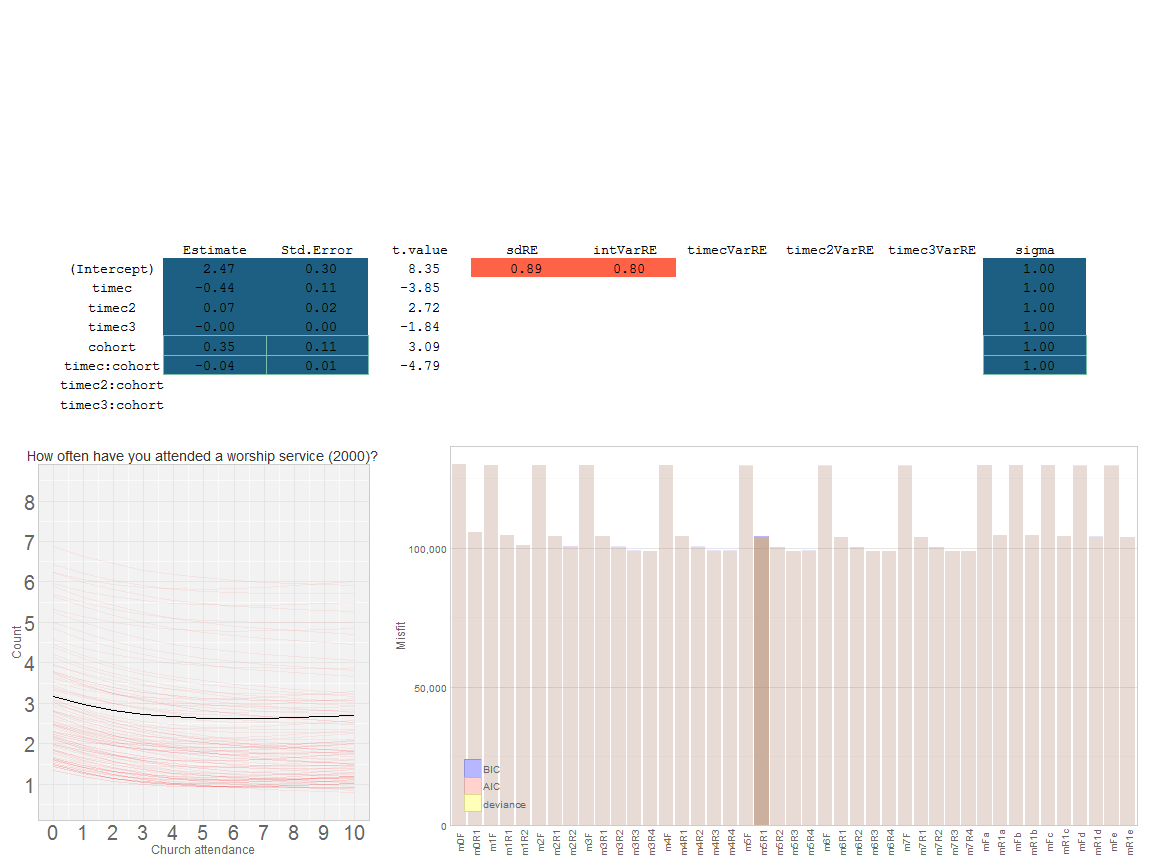 Estimate Std.Error t.value sdRE intVarRE timecVarRE timec2VarRE timec3VarRE sigma
(Intercept) 2.47 0.30 8.35 0.89 0.80 1.00
timec -0.44 0.11 -3.85 1.00
timec2 0.07 0.02 2.72 1.00
timec3 -0.00 0.00 -1.84 1.00
cohort 0.35 0.11 3.09 1.00
timec:cohort -0.04 0.01 -4.79 1.00
timec2:cohort
timec3:cohort
How often have you attended a worship service (2000)?
Count
8
7
6
5
4
3
2
1
0 1 2 3 4 5 6 7 8 9 10
Church attendance
Misfit
100,000
50,000
0
BIC
AIC
deviance
m0F m0R1 m1F m1R1 m1R2 m2F m2R1 m2R2 m3F m3R1 m3R2 m3R3 m3R4 m4F m4R1 m4R2 m4R3 m4R4 m5F m5R1 m5R2 m5R3 m5R4 m6F m6R1 m6R2 m6R3 m6R4 m7F m7R1 m7R2 m7R3 m7R4 mFa mR1a mFb mR1b mFc mR1c mFd mR1d mFe mR1e